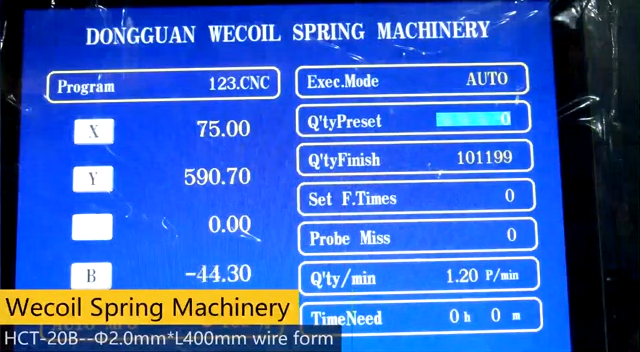 DONGGUAN WECOIL SPRING MACHINERY
Program 123.CNC
X 75.00
Y 590.70
0.00
B -44.30
Exec.Mode AUTO
Q'tyPreset 0
Q'tyFinish 101199
Set F.Times 0
Probe Miss 0
Q'ty/min 1.20 P/min
TimeNeed 0 h 0 m
Wecoil Spring Machinery
HCT-20B--Φ2.0mm*L400mm wire form